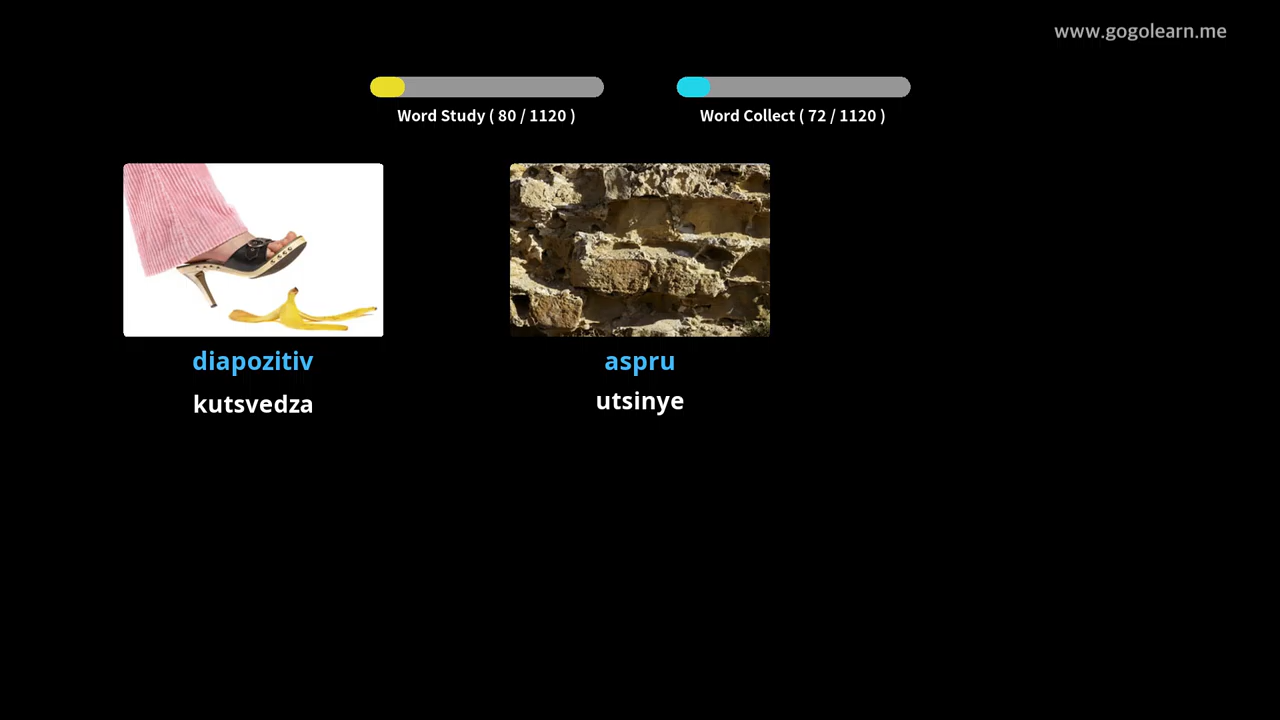 www.gogolearn.me
Word Study ( 80 / 1120 )
Word Collect ( 72 / 1120 )
diapozitiv
kutsvedza
aspru
utsinye